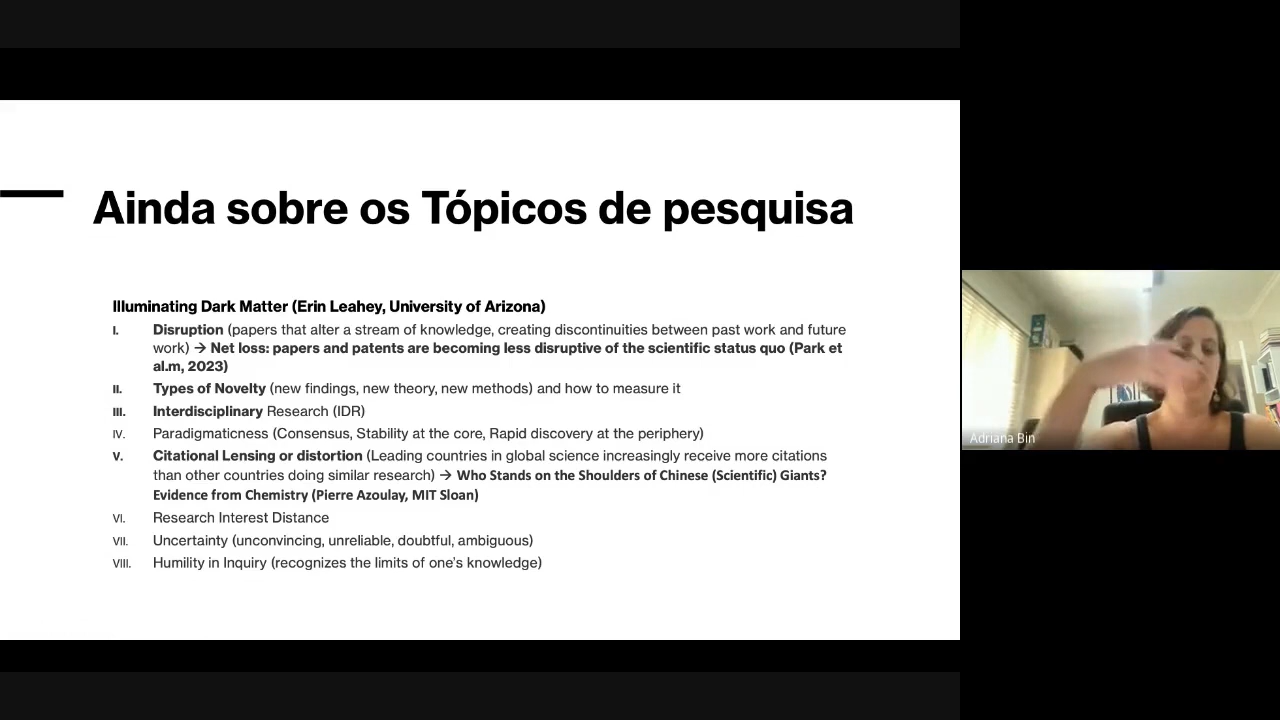 Ainda sobre os Tópicos de pesquisa
Illuminating Dark Matter (Erin Leahey, University of Arizona)
I. Disruption (papers that alter a stream of knowledge, creating discontinuities between past work and future
work) → Net loss: papers and patents are becoming less disruptive of the scientific status quo (Park et
al.m, 2023)
II. Types of Novelty (new findings, new theory, new methods) and how to measure it
III. Interdisciplinary Research (IDR)
IV. Paradigmaticness (Consensus, Stability at the core, Rapid discovery at the periphery)
V. Citational Lensing or distortion (Leading countries in global science increasingly receive more citations
than other countries doing similar research) → Who Stands on the Shoulders of Chinese (Scientific) Giants?
Evidence from Chemistry (Pierre Azoulay, MIT Sloan)
VI. Research Interest Distance
VII. Uncertainty (unconvincing, unreliable, doubtful, ambiguous)
VIII. Humility in Inquiry (recognizes the limits of one's knowledge)
Adriana Bin